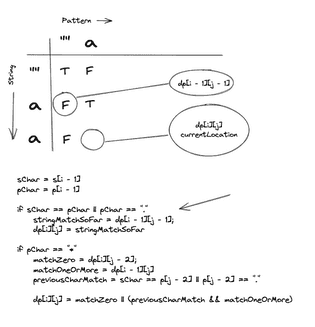 Pattern
"" a
String
"" T F
dp[i - 1][j - 1]
a F T
dp[i][j]
currentLocation
a F
sChar = s[i - 1]
pChar = p[i - 1]
if sChar == pChar || pChar == "."
stringMatchSoFar = dp[i - 1][j - 1];
dp[i][j] = stringMatchSoFar
if pChar == "*"
matchZero = dp[i][j - 2];
matchOneOrMore = dp[i - 1][j]
previousCharMatch = sChar == p[j - 2] || p[j - 2] == "."
dp[i][j] = matchZero || (previousCharMatch && matchOneOrMore)